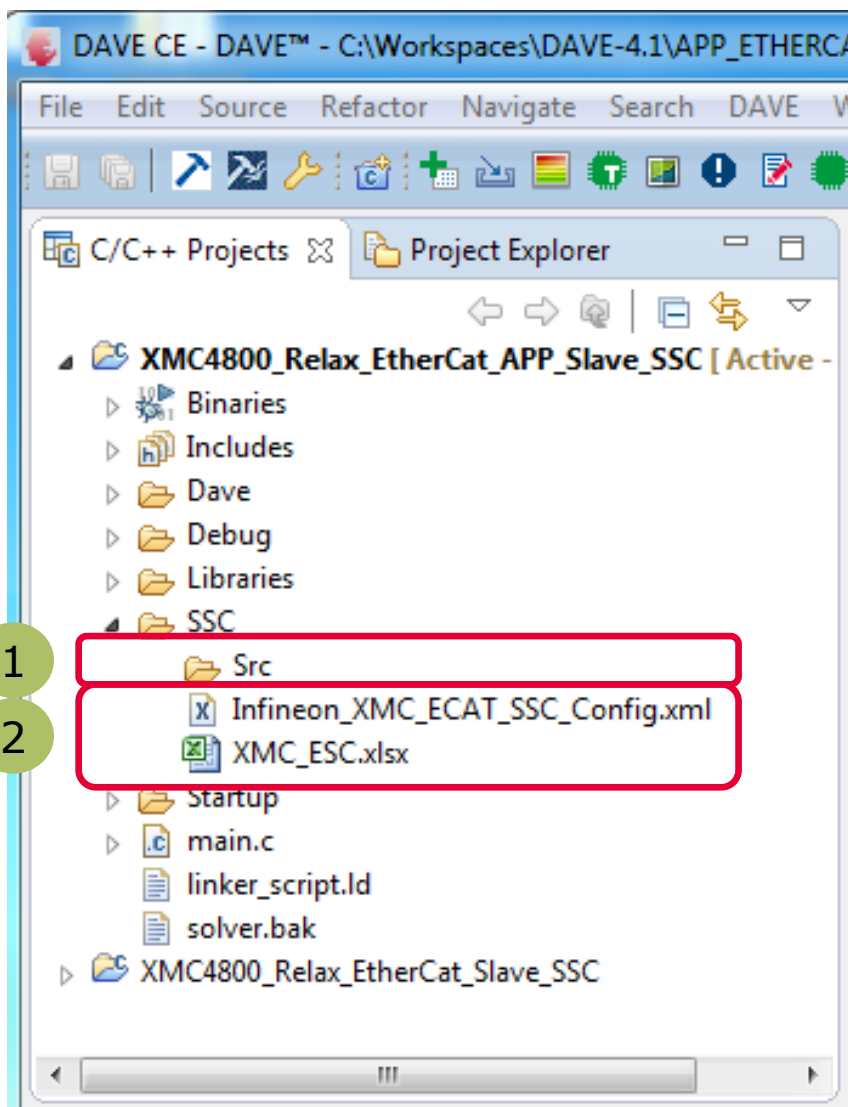 DAVE CE - DAVE™ - C:\Workspaces\DAVE-4.1\APP_ETHERCA
File Edit Source Refactor Navigate Search DAVE W
C/C++ Projects Project Explorer
XMC4800_Relax_EtherCat_APP_Slave_SSC [ Active -
Binaries
Includes
Dave
Debug
Libraries
SSC
1 Src
Infineon_XMC_ECAT_SSC_Config.xml
2 XMC_ESC.xlsx
Startup
main.c
linker_script.ld
solver.bak
XMC4800_Relax_EtherCat_Slave_SSC